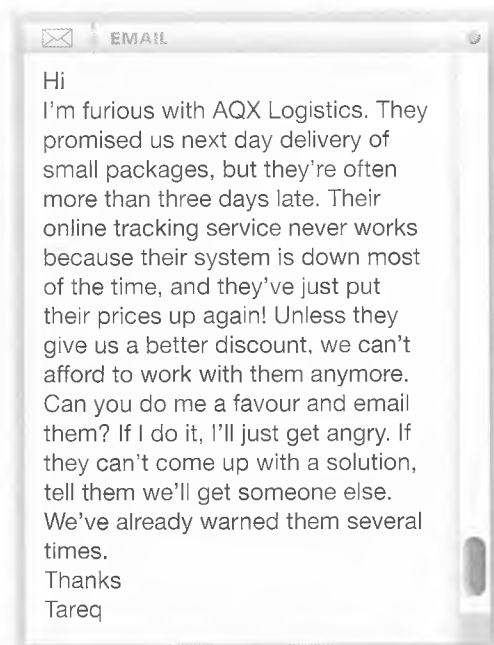 EMAIL
Hi
I'm furious with AQX Logistics. They
promised us next day delivery of
small packages, but they're often
more than three days late. Their
online tracking service never works
because their system is down most
of the time, and they've just put
their prices up again! Unless they
give us a better discount, we can't
afford to work with them anymore.
Can you do me a favour and email
them? If I do it, I'll just get angry. If
they can't come up with a solution,
tell them we'll get someone else.
We've already warned them several
times.
Thanks
Tareq